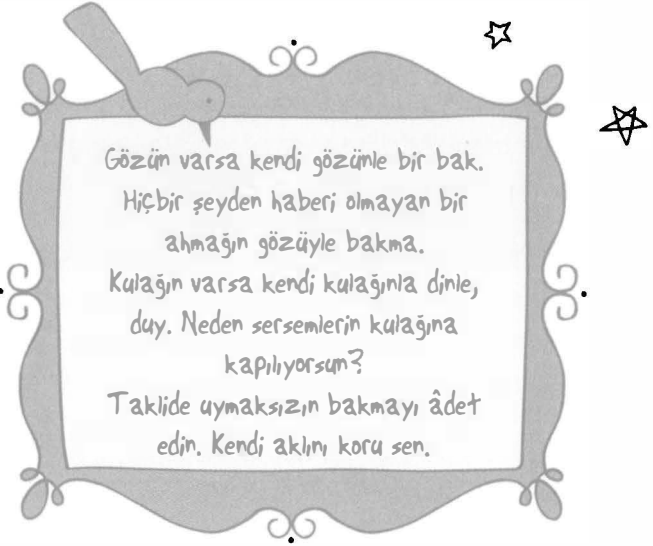 Gözün varsa kendi gözünle bir bak.
Hiçbir şeyden haberi olmayan bir
ahmağın gözüyle bakma.
Kulağın varsa kendi kulağınla dinle,
duy. Neden sersemlerin kulağına
kapılıyorsun?
Taklide uymaksızın bakmayı âdet
edin. Kendi aklını koru sen.